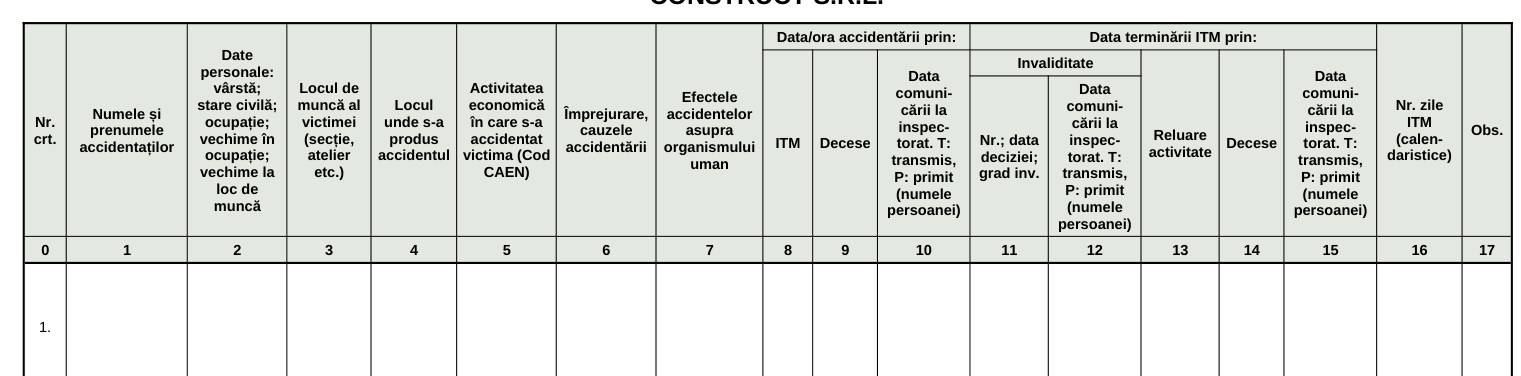 CONSTRUCT S.R.L.
Data/ora accidentării prin:
Data terminării ITM prin:
Nr.
crt.
Numele și
prenumele
accidentaților
Date
personale:
vârstă;
stare civilă;
ocupație;
vechime în
ocupație;
vechime la
loc de
muncă
Locul de
muncă al
victimei
(secție,
atelier
etc.)
Locul
unde s-a
produs
accidentul
Activitatea
economică
în care s-a
accidentat
victima (Cod
CAEN)
Împrejurare,
cauzele
accidentării
Efectele
accidentelor
asupra
organismului
uman
ITM
Decese
Data
comuni-
cării la
inspec-
torat. T:
transmis,
P: primit
(numele
persoanei)
Invaliditate
Nr.; data
deciziei;
grad inv.
Data
comuni-
cării la
inspec-
torat. T:
transmis,
P: primit
(numele
persoanei)
Reluare
activitate
Decese
Data
comuni-
cării la
inspec-
torat. T:
transmis,
P: primit
(numele
persoanei)
Nr. zile
ITM
(calen-
daristice)
Obs.
0 1 2 3 4 5 6 7 8 9 10 11 12 13 14 15 16 17
1.